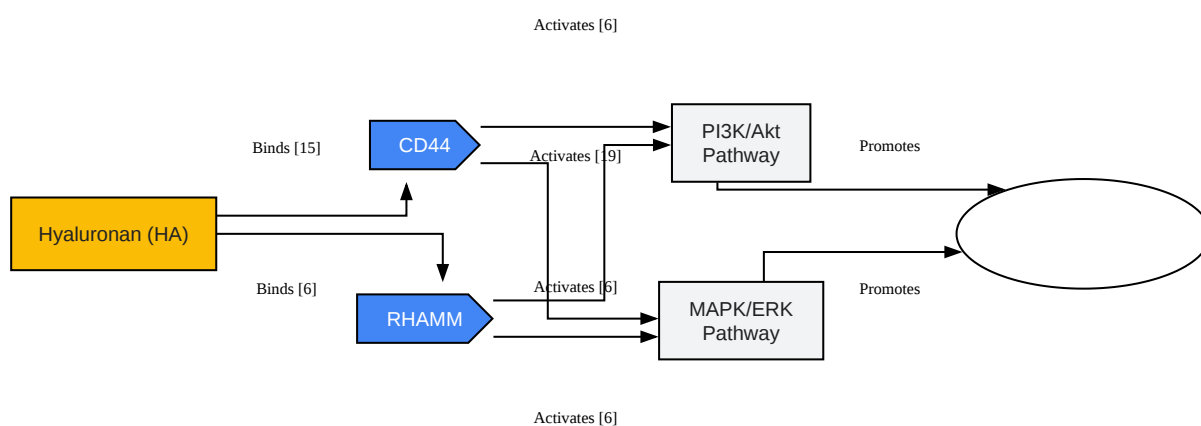 Activates [6]
Binds [15]
CD44
Activates [19]
PI3K/Akt
Pathway
Promotes
Hyaluronan (HA)
Binds [6]
RHAMM
Activates [6]
MAPK/ERK
Pathway
Promotes
Activates [6]